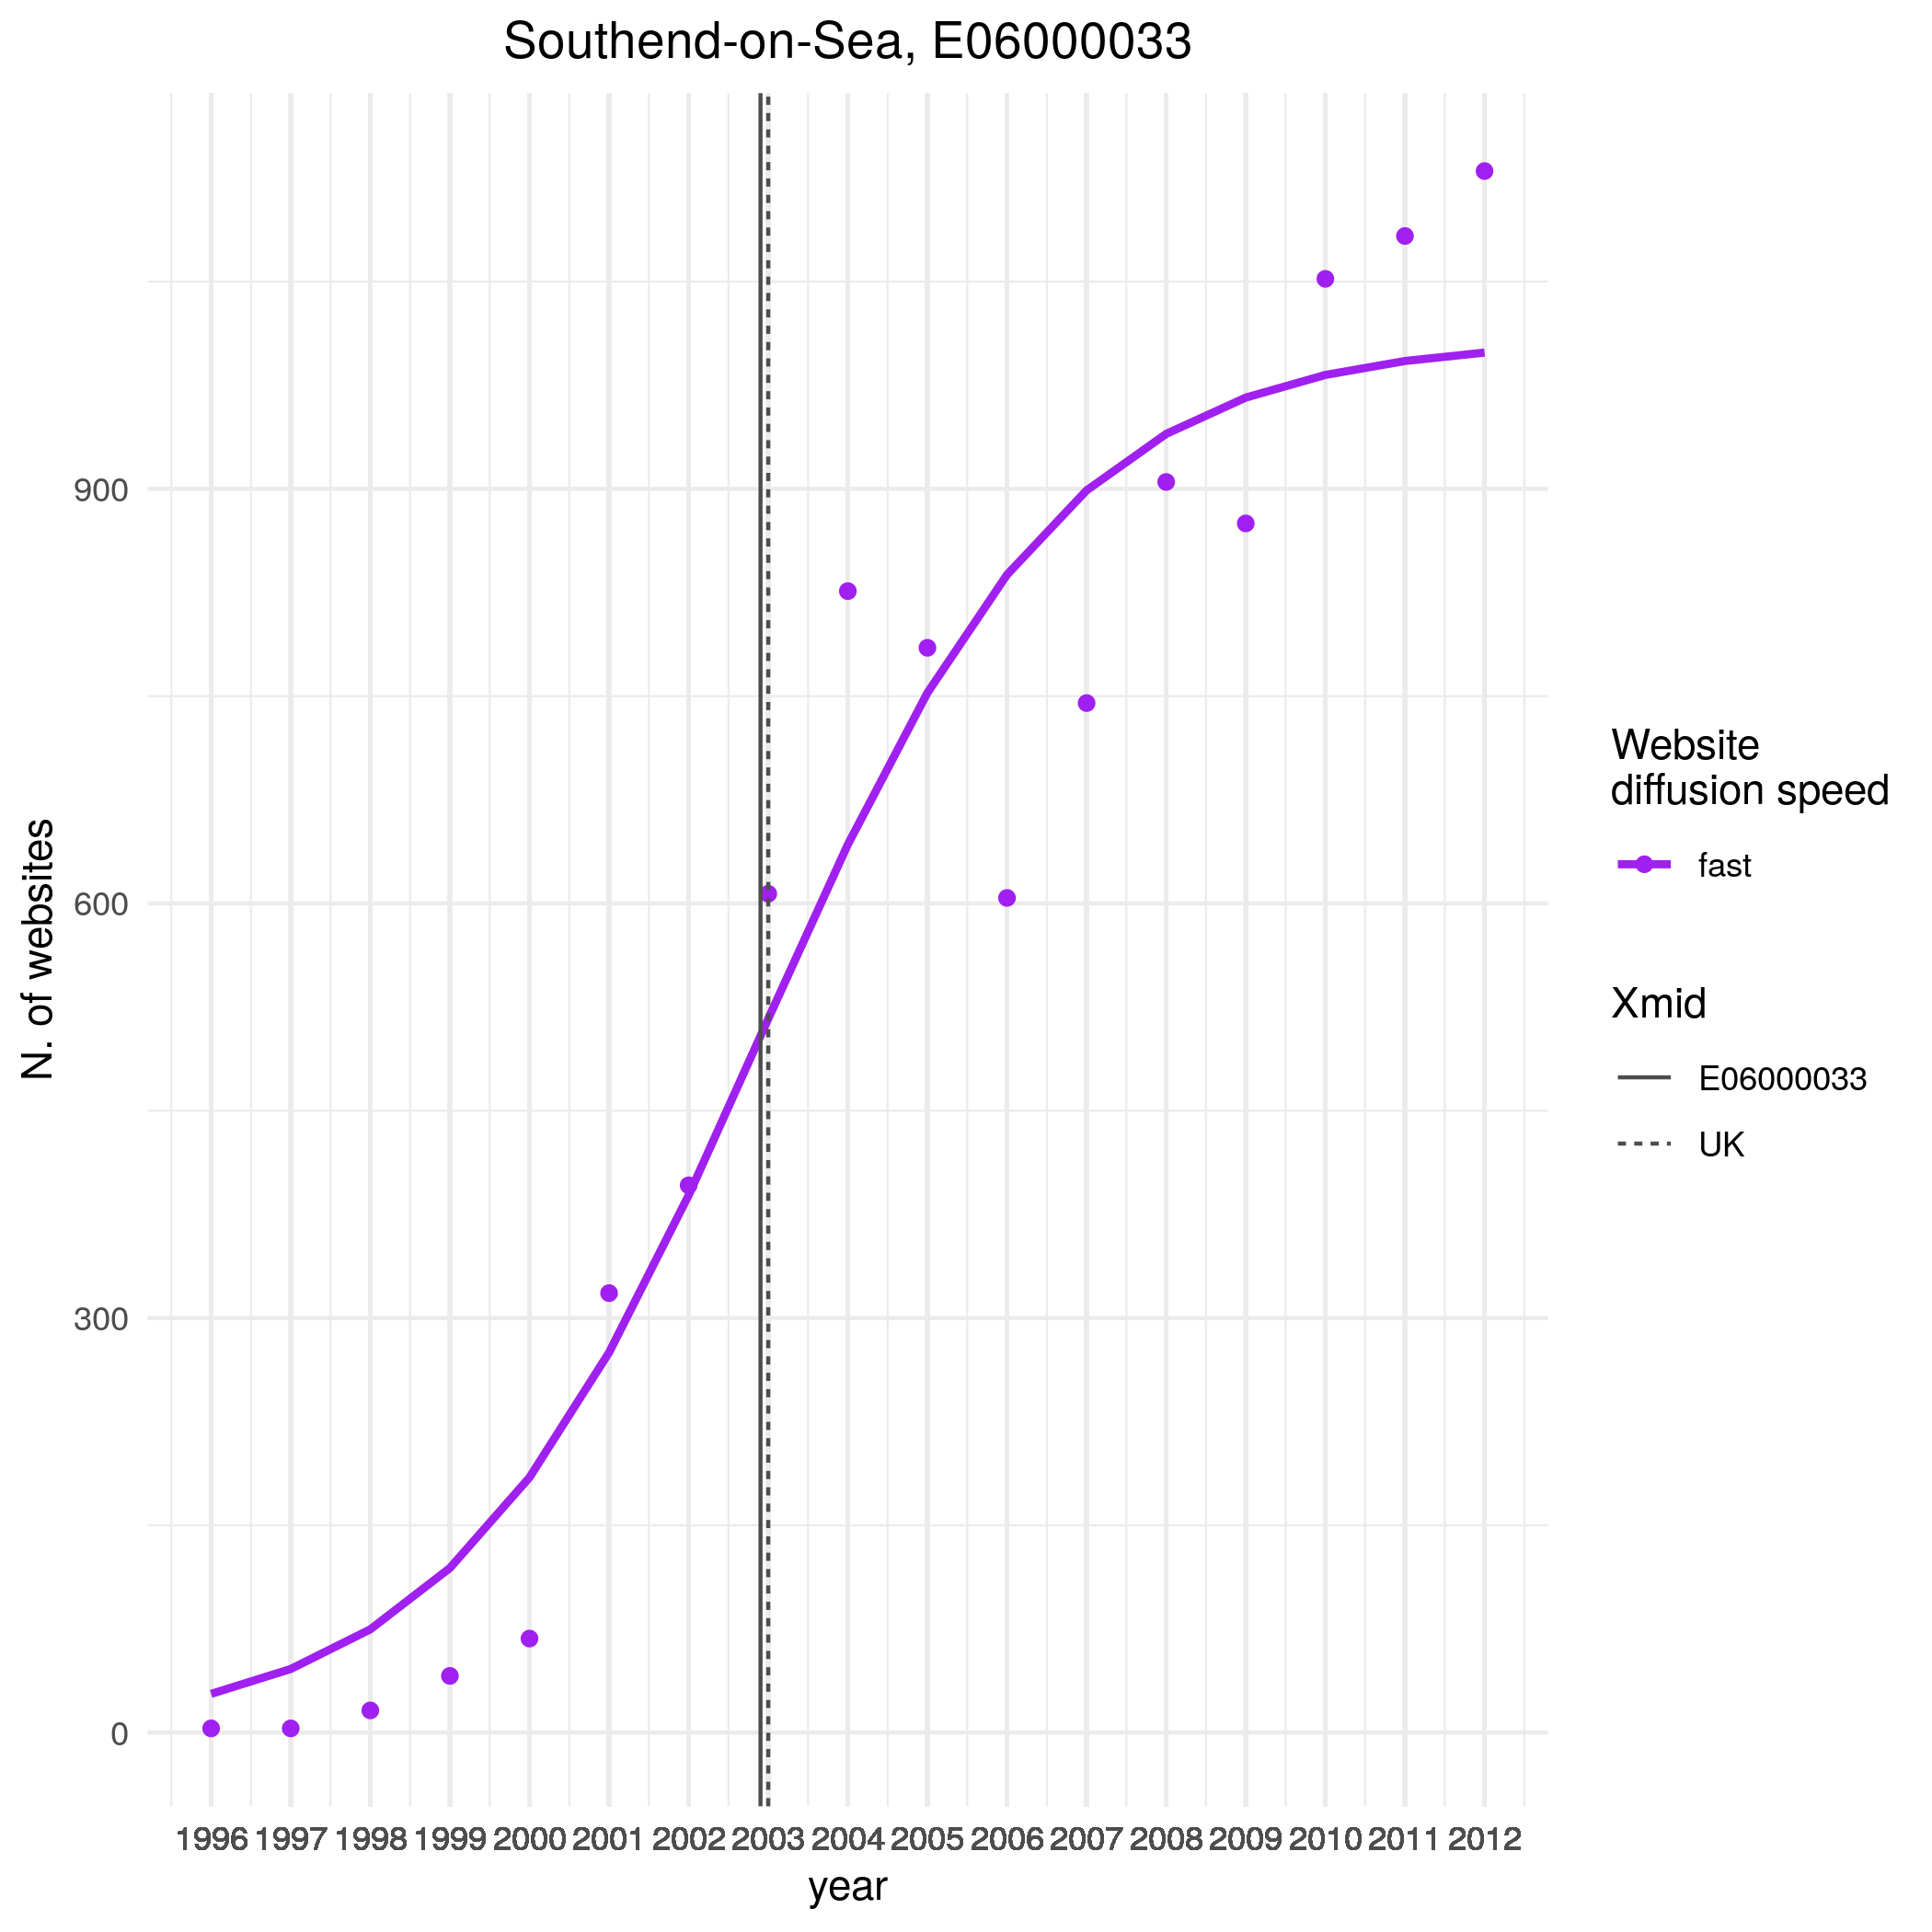 Southend-on-Sea, E06000033
N. of websites
900
600
300
0
1996 1997 1998 1999 2000 2001 2002 2003 2004 2005 2006 2007 2008 2009 2010 2011 2012
year
Website
diffusion speed
fast
Xmid
E06000033
UK